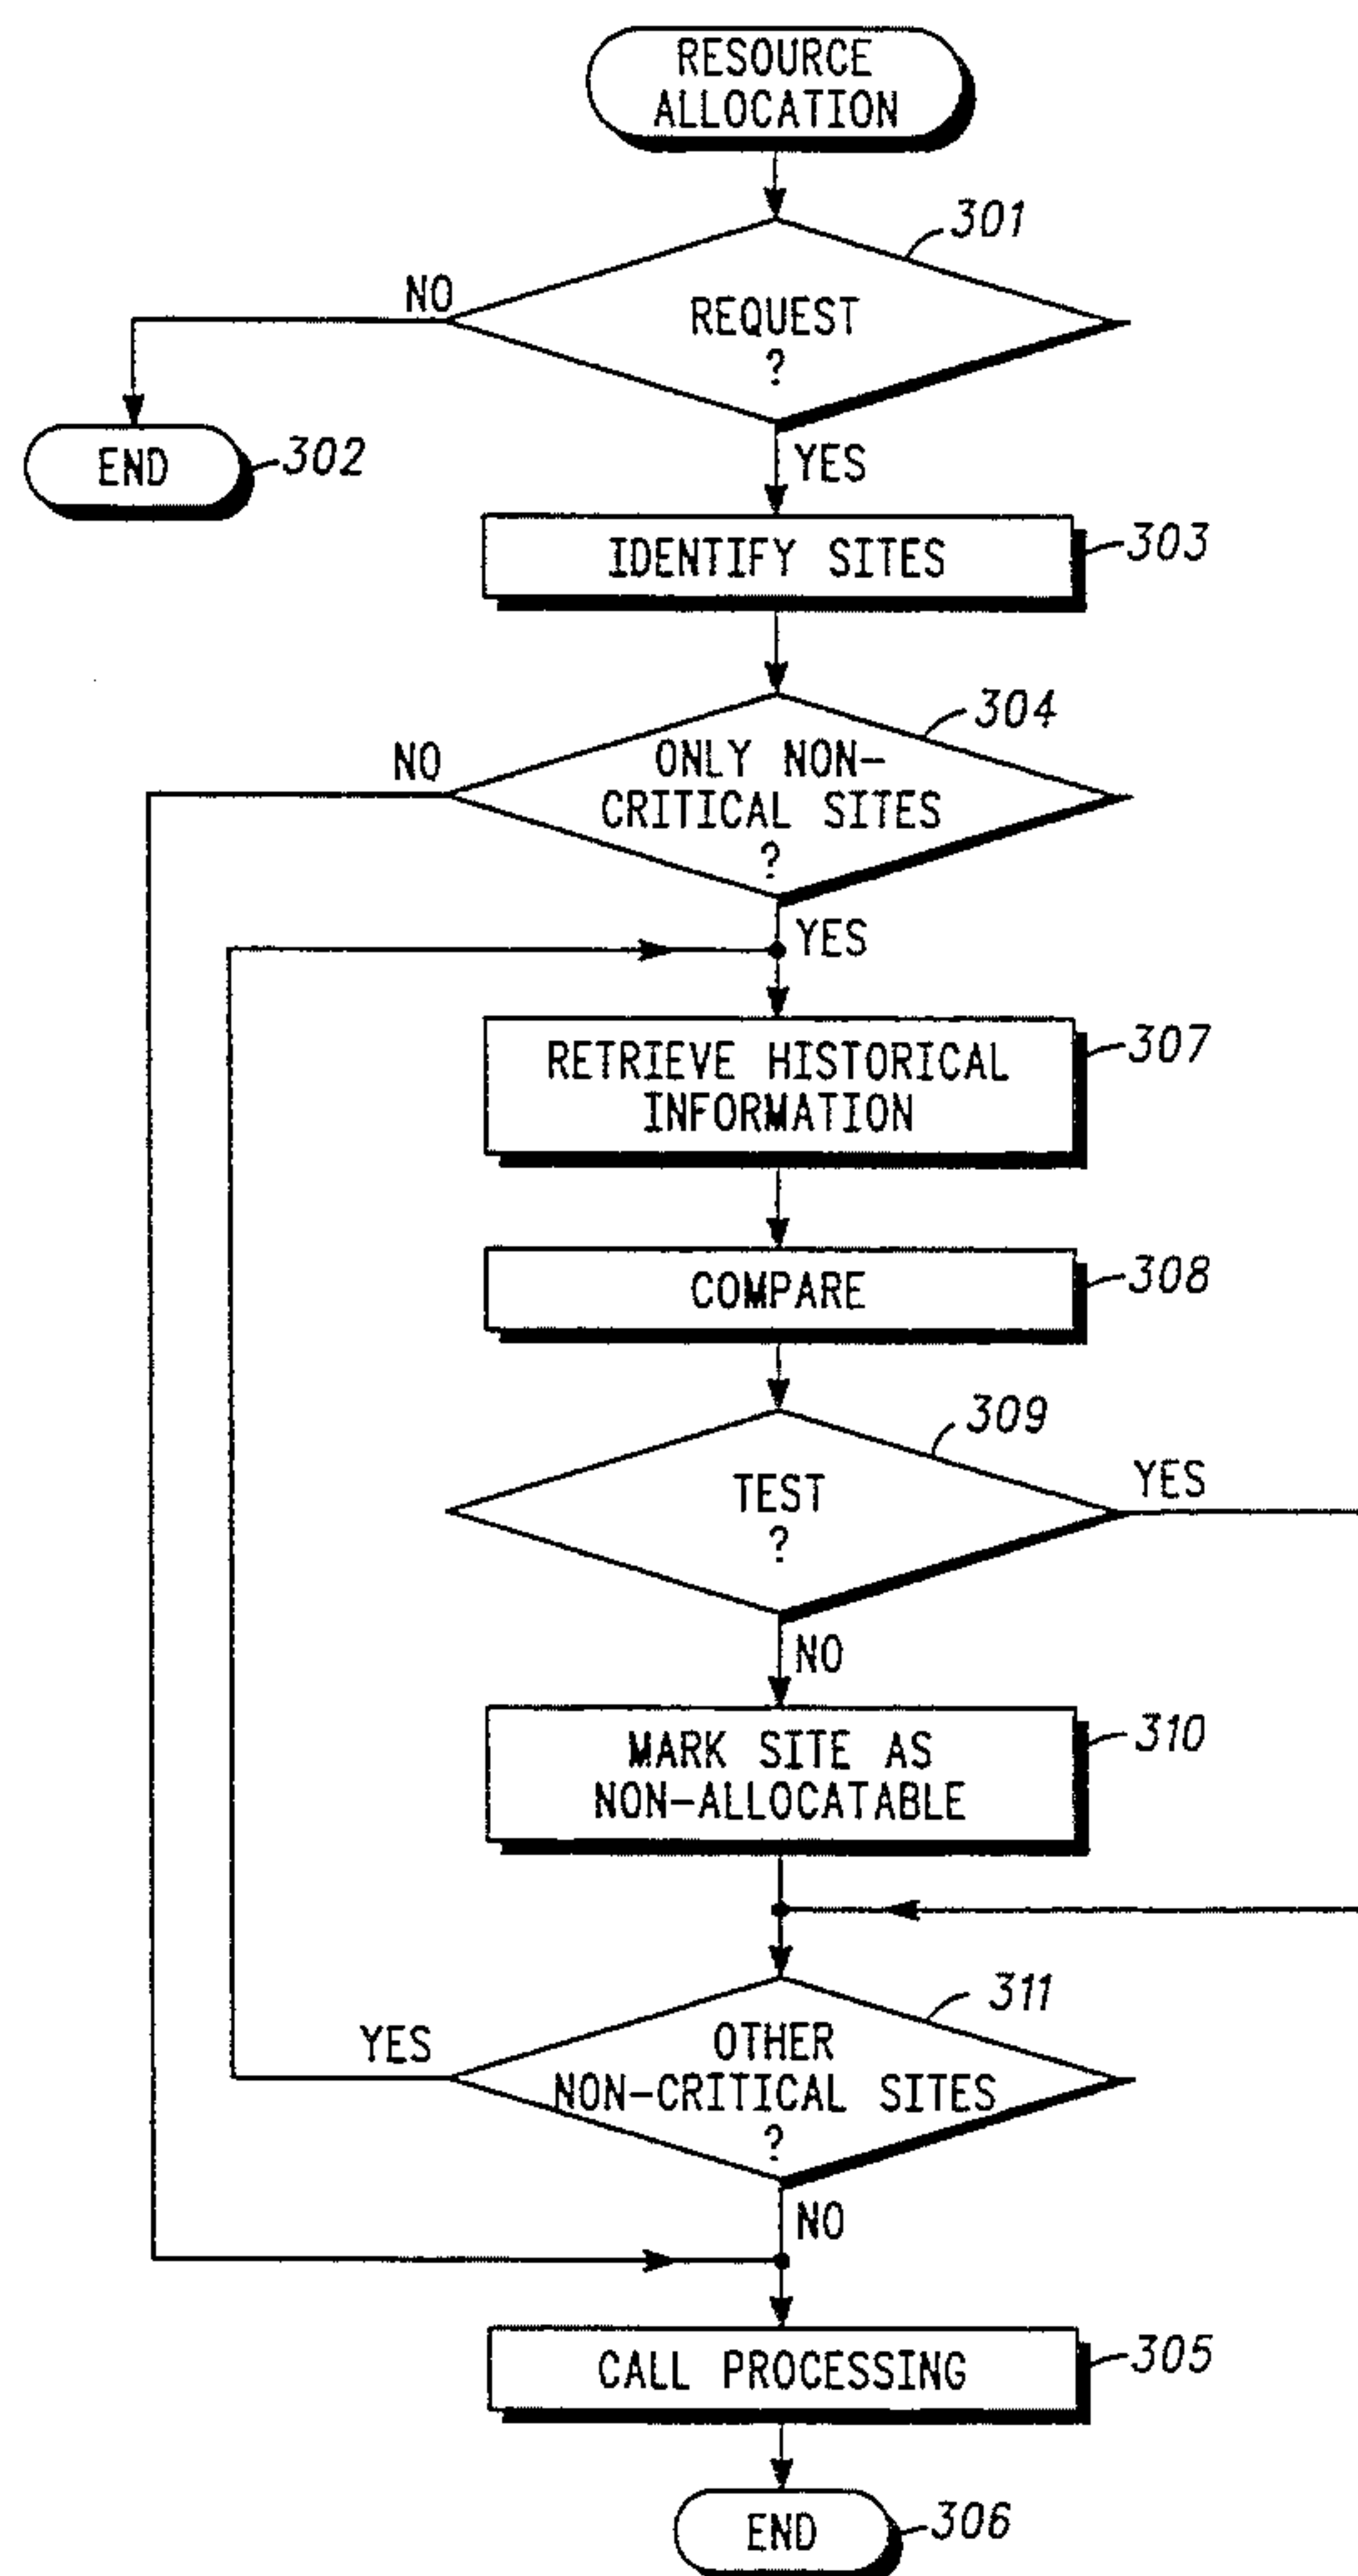 RESOURCE
ALLOCATION
301
NO
REQUEST
?
END
302
YES
IDENTIFY SITES
303
304
NO
ONLY NON-
CRITICAL SITES
?
YES
RETRIEVE HISTORICAL
INFORMATION
307
COMPARE
308
309
TEST
?
YES
NO
MARK SITE AS
NON-ALLOCATABLE
310
311
YES
OTHER
NON-CRITICAL SITES
?
NO
CALL PROCESSING
305
END
306